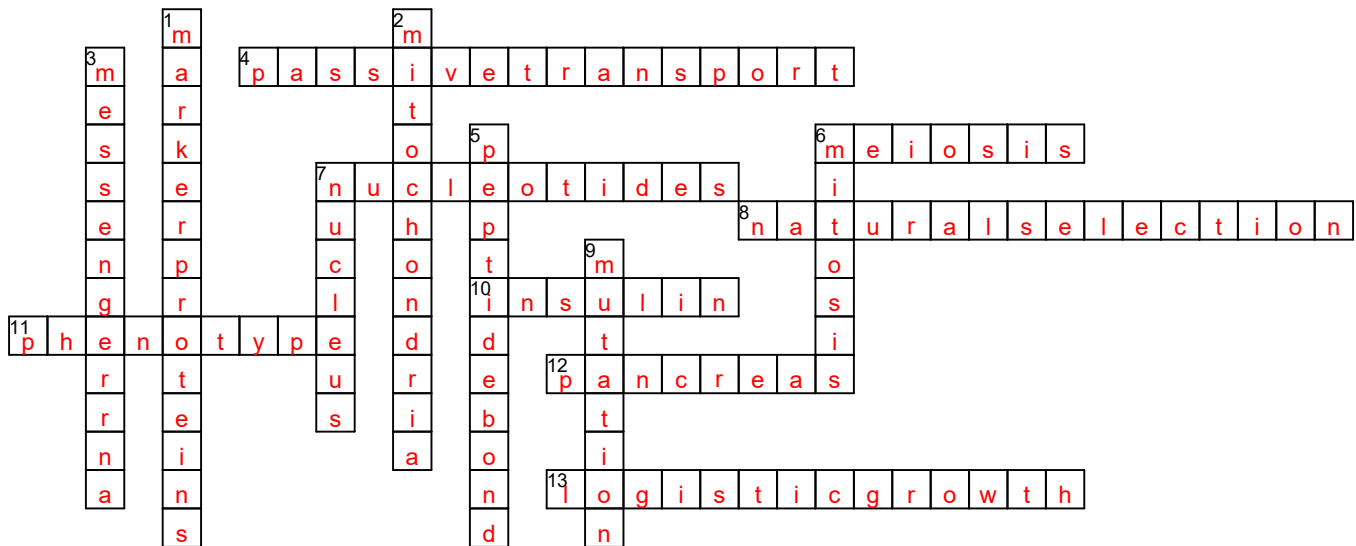 1 markerproteins
2 mitochondria
3 messengerrna
4 passivetransport
5 peptidebond
6 meiosis
6 mitosis
7 nucleotides
7 nucleus
8 naturalselection
9 mutation
10 insulin
11 phenotype
12 pancreas
13 logisticgrowth